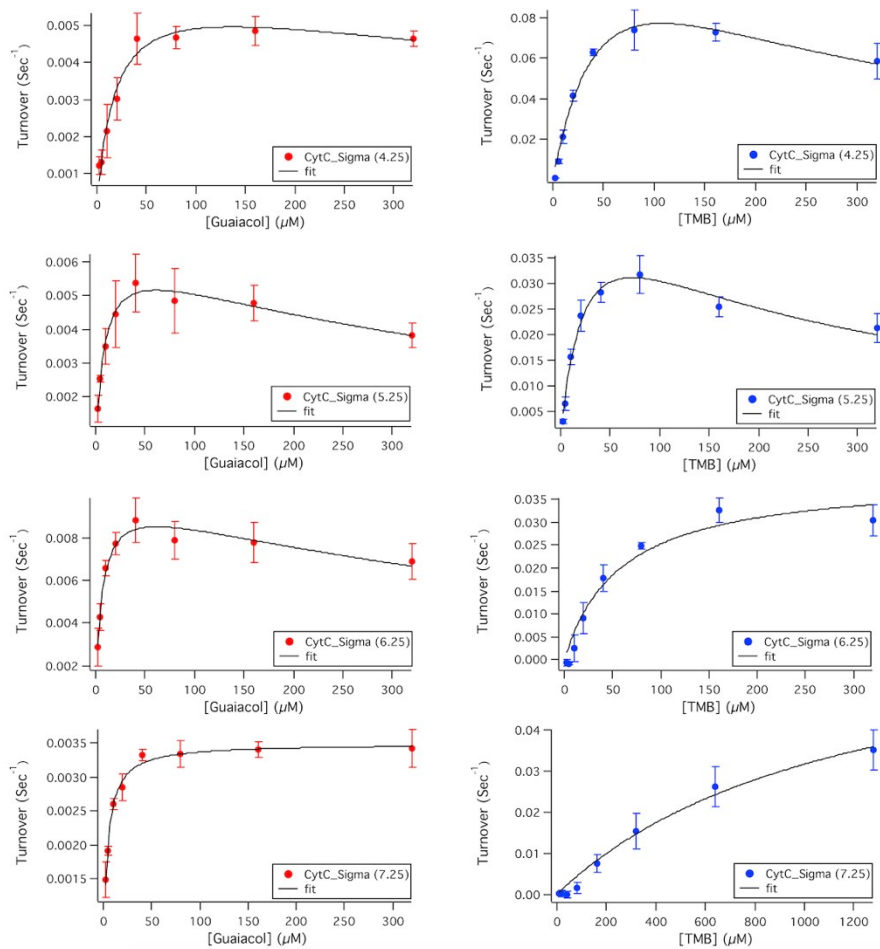 Turnover (Sec⁻¹)
0.005
0.004
0.003
0.002
0.001
CytC_Sigma (4.25)
fit
0 50 100 150 200 250 300
[Guaiacol] (µM)
Turnover (Sec⁻¹)
0.08
0.06
0.04
0.02
CytC_Sigma (4.25)
fit
0 50 100 150 200 250 300
[TMB] (µM)
Turnover (Sec⁻¹)
0.006
0.005
0.004
0.003
0.002
CytC_Sigma (5.25)
fit
0 50 100 150 200 250 300
[Guaiacol] (µM)
Turnover (Sec⁻¹)
0.035
0.030
0.025
0.020
0.015
0.010
0.005
CytC_Sigma (5.25)
fit
0 50 100 150 200 250 300
[TMB] (µM)
Turnover (Sec⁻¹)
0.008
0.006
0.004
0.002
CytC_Sigma (6.25)
fit
0 50 100 150 200 250 300
[Guaiacol] (µM)
Turnover (Sec⁻¹)
0.035
0.030
0.025
0.020
0.015
0.010
0.005
0.000
CytC_Sigma (6.25)
fit
0 50 100 150 200 250 300
[TMB] (µM)
Turnover (Sec⁻¹)
0.0035
0.0030
0.0025
0.0020
0.0015
CytC_Sigma (7.25)
fit
0 50 100 150 200 250 300
[Guaiacol] (µM)
Turnover (Sec⁻¹)
0.04
0.03
0.02
0.01
0.00
CytC_Sigma (7.25)
fit
0 200 400 600 800 1000 1200
[TMB] (µM)